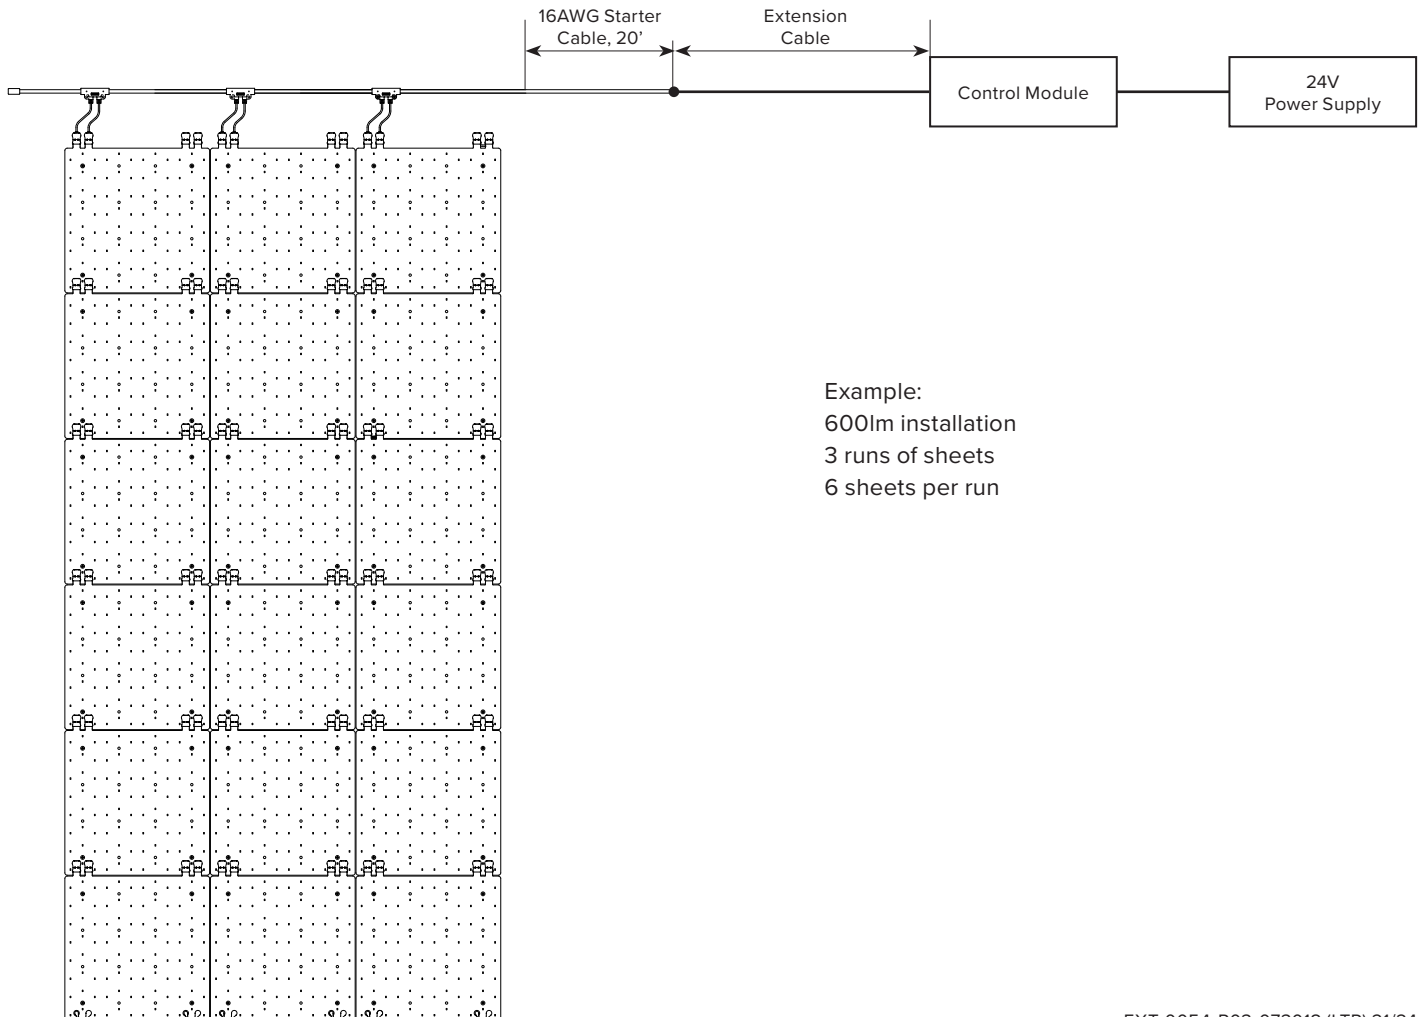 16AWG Starter
Cable, 20’
Extension
Cable
Control Module
24V
Power Supply
Example:
600lm installation
3 runs of sheets
6 sheets per run